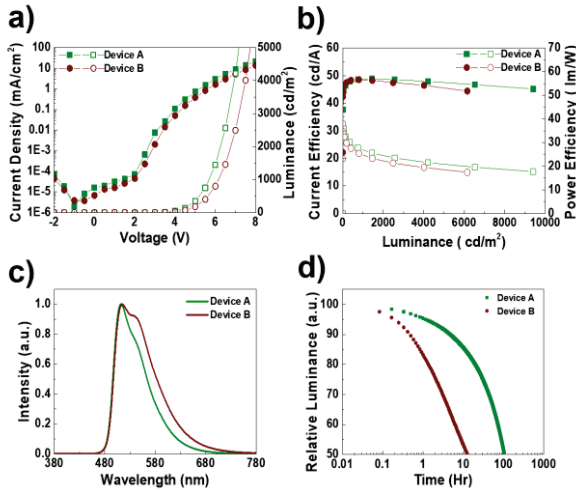 a)
Current Density (mA/cm²)
100
10
1
0.1
0.01
1E-3
1E-4
1E-5
1E-6
Device A
Device B
5000
4000
3000
2000
1000
0
Luminance (cd/m²)
-2 0 2 4 6 8
Voltage (V)
b)
Current Efficiency (cd/A)
60
50
40
30
20
10
0
Device A
Device B
70
60
50
40
30
20
10
0
Power Efficiency ( lm/W)
0 2000 4000 6000 8000 10000
Luminance ( cd/m²)
c)
Intensity (a.u.)
1.0
0.8
0.6
0.4
0.2
0.0
Device A
Device B
380 480 580 680 780
Wavelength (nm)
d)
Relative Luminance (a.u.)
100
90
80
70
60
50
Device A
Device B
0.01 0.1 1 10 100 1000
Time (Hr)